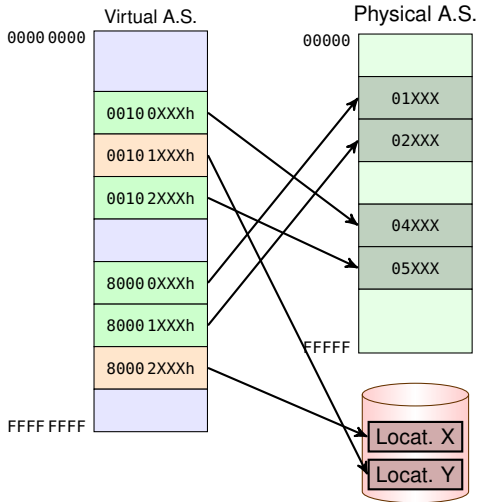 Virtual A.S.
0000 0000
0010 0XXXh
0010 1XXXh
0010 2XXXh
8000 0XXXh
8000 1XXXh
8000 2XXXh
FFFF FFFF
Physical A.S.
00000
01XXX
02XXX
04XXX
05XXX
FFFFF
Locat. X
Locat. Y